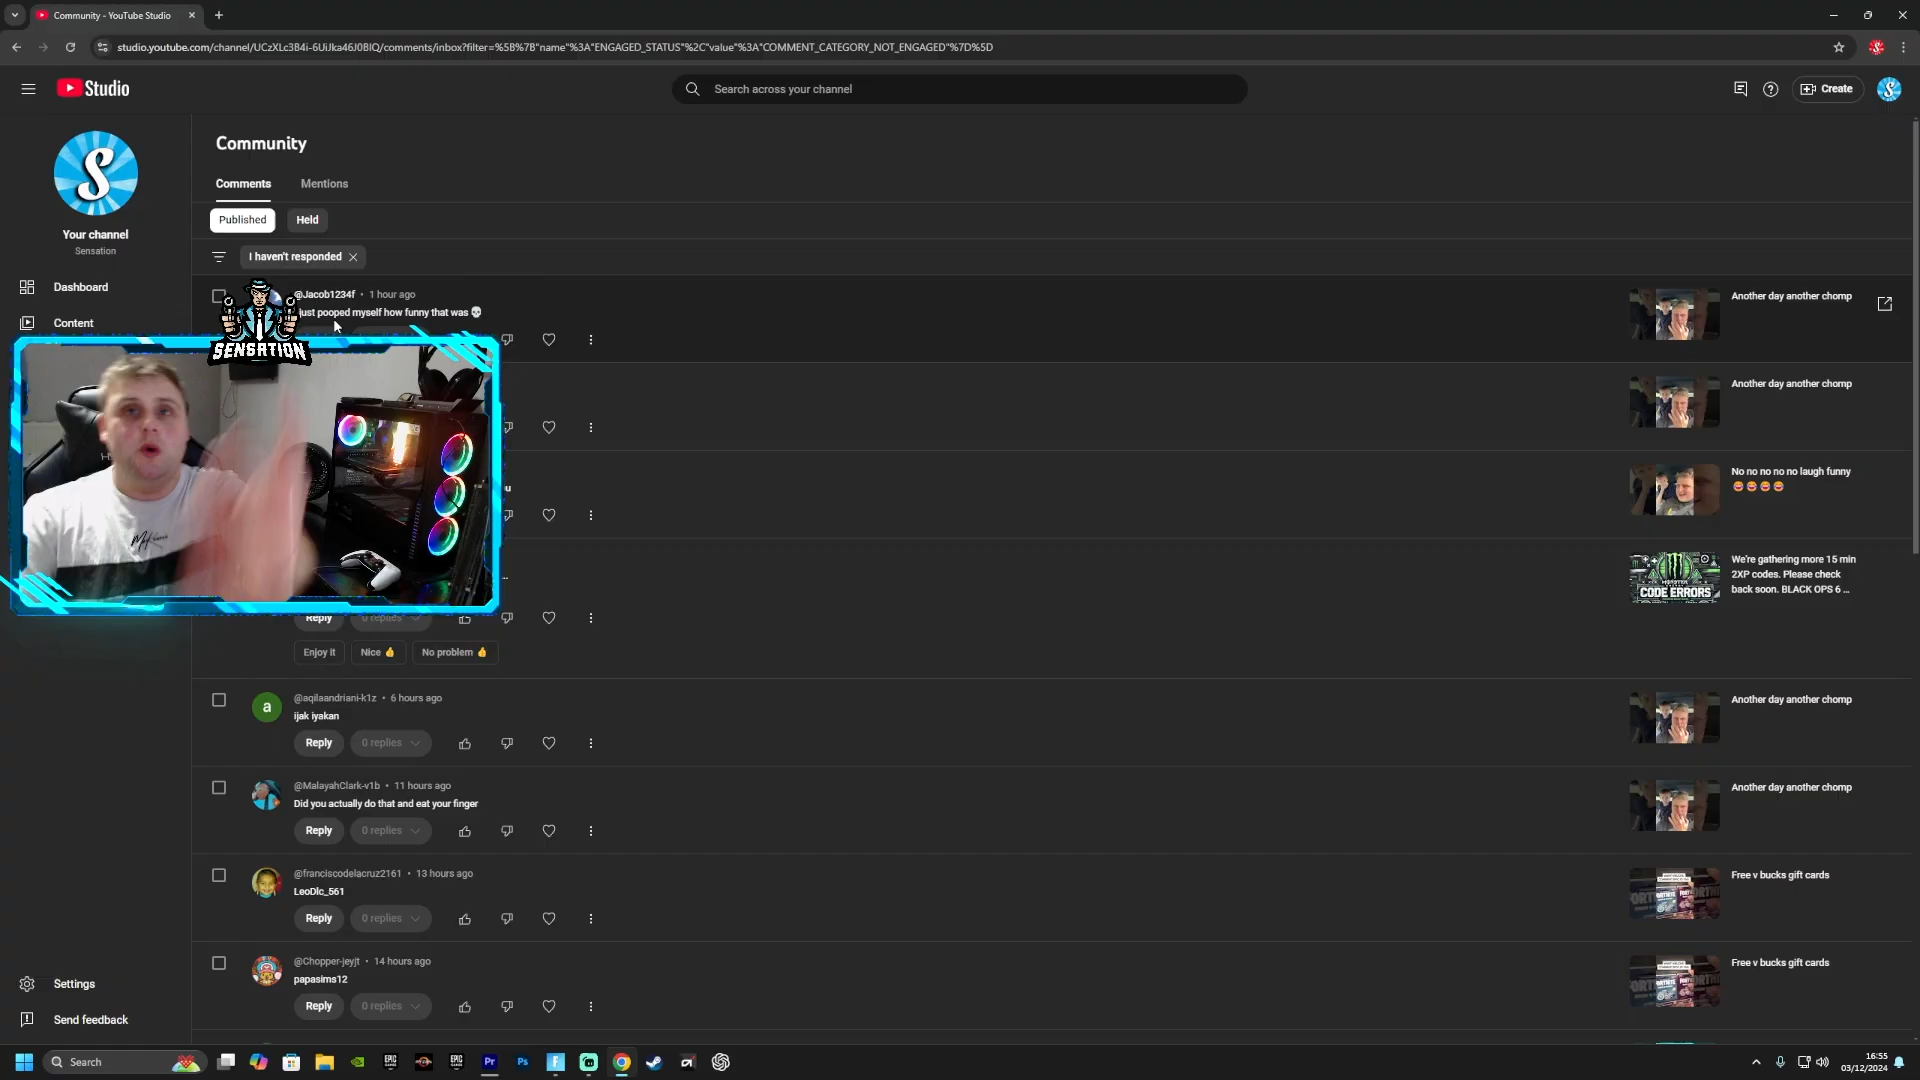 Community - YouTube Studio
studio.youtube.com/channel/UCzXLc3B4i-6UiJka46J0BIQ/comments/inbox?filter=%5B%7B"name"%3A"ENGAGED_STATUS"%2C"value"%3A"COMMENT_CATEGORY_NOT_ENGAGED"%7D%5D
Studio
Search across your channel
Create
Your channel
Sensation
Dashboard
Content
Settings
Send feedback
Community
Comments
Mentions
Published
Held
I haven't responded
@Jacob1234f • 1 hour ago
Just pooped myself how funny that was 💀
Another day another chomp
SENSATION
Another day another chomp
No no no no no laugh funny
😂😂😂😂
CODE ERRORS
We're gathering more 15 min
2XP codes. Please check
back soon. BLACK OPS 6 ...
Reply
0 replies
Enjoy it
Nice 👍
No problem 👍
@aqilaandriani-k1z • 6 hours ago
ijak iyakan
Reply
0 replies
Another day another chomp
@MalayahClark-v1b • 11 hours ago
Did you actually do that and eat your finger
Reply
0 replies
Another day another chomp
@franciscodelacruz2161 • 13 hours ago
LeoDlc_561
Reply
0 replies
Free v bucks gift cards
@Chopper-jeyjt • 14 hours ago
papasims12
Reply
0 replies
Free v bucks gift cards
Search
16:55
03/12/2024